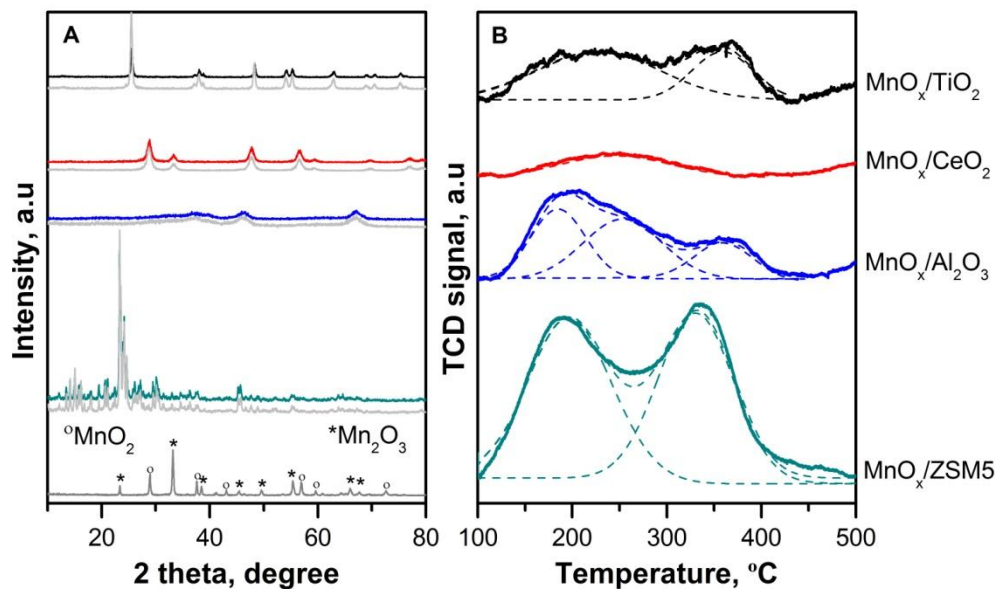 A
Intensity, a.u
°MnO₂
*Mn₂O₃
20
40
60
80
2 theta, degree
B
TCD signal, a.u
100
200
300
400
500
Temperature, °C
MnOₓ/TiO₂
MnOₓ/CeO₂
MnOₓ/Al₂O₃
MnOₓ/ZSM5